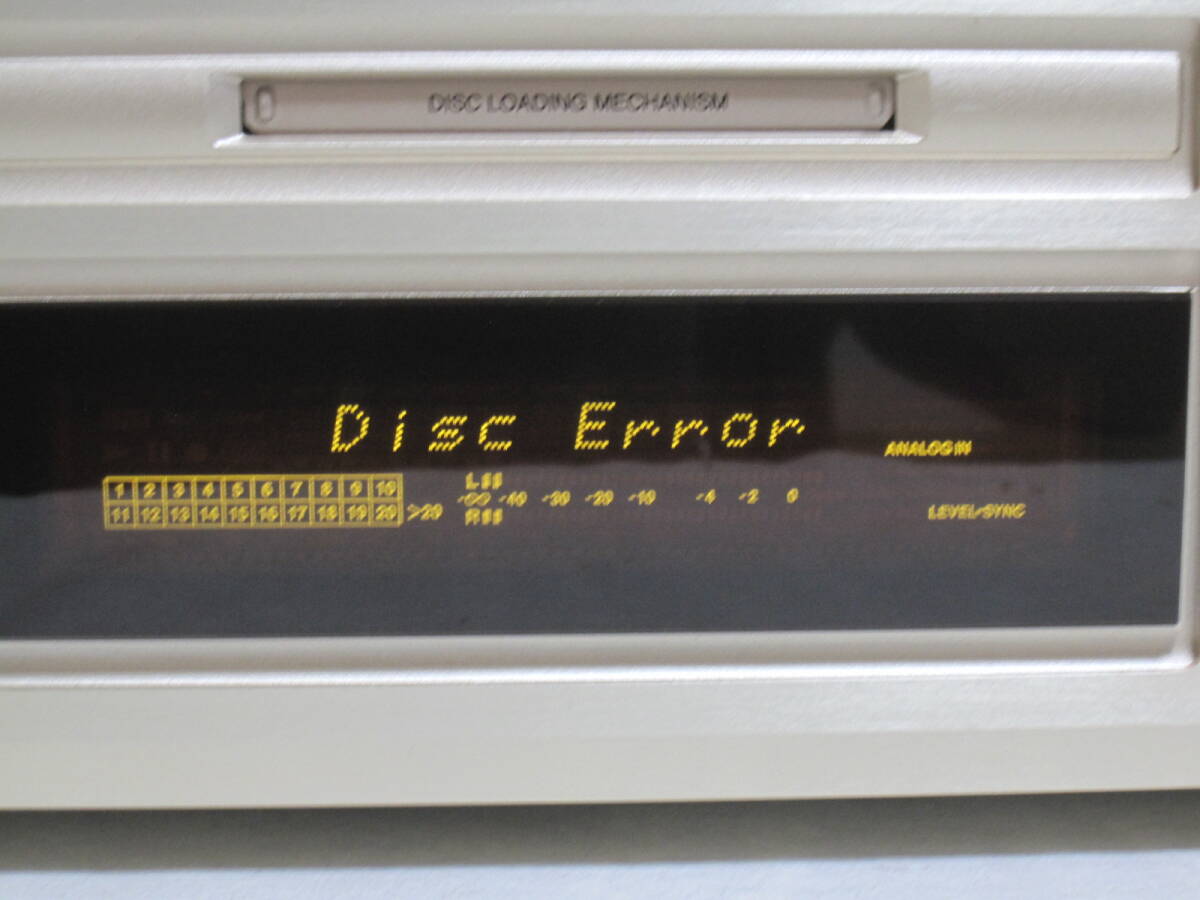 DISC LOADING MECHANISM
Disc Error
ANALOG IN
1 2 3 4 5 6 7 8 9 10
11 12 13 14 15 16 17 18 19 20 >20
L
-∞ -40 -30 -20 -10 -4 -2 0
R
LEVEL-SYNC